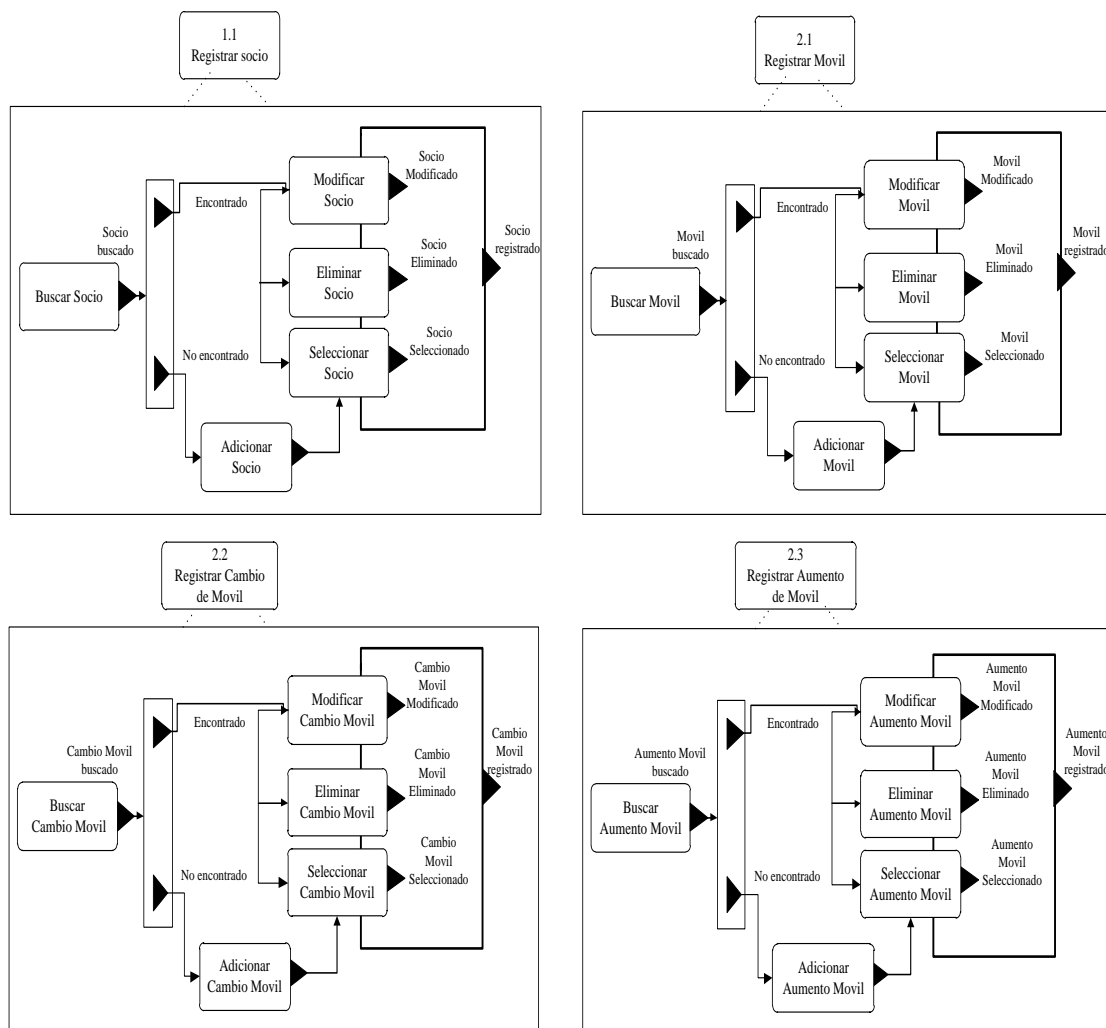 1.1
Registrar socio
Socio
Modificado
Modificar
Socio
Encontrado
Socio
buscado
Socio
registrado
Socio
Eliminado
Eliminar
Socio
Buscar Socio
Socio
Seleccionado
Seleccionar
Socio
No encontrado
Adicionar
Socio
2.1
Registrar Movil
Movil
Modificado
Modificar
Movil
Encontrado
Movil
buscado
Movil
registrado
Movil
Eliminado
Eliminar
Movil
Buscar Movil
Movil
Seleccionado
Seleccionar
Movil
No encontrado
Adicionar
Movil
2.2
Registrar Cambio
de Movil
Cambio
Movil
Modificado
Modificar
Cambio Movil
Encontrado
Cambio Movil
buscado
Cambio
Movil
registrado
Cambio
Movil
Eliminado
Eliminar
Cambio Movil
Buscar
Cambio Movil
Cambio
Movil
Seleccionado
Seleccionar
Cambio Movil
No encontrado
Adicionar
Cambio Movil
2.3
Registrar Aumento
de Movil
Aumento
Movil
Modificado
Modificar
Aumento Movil
Encontrado
Aumento Movil
buscado
Aumento
Movil
registrado
Aumento
Movil
Eliminado
Eliminar
Aumento Movil
Buscar
Aumento Movil
Aumento
Movil
Seleccionado
Seleccionar
Aumento Movil
No encontrado
Adicionar
Aumento Movil